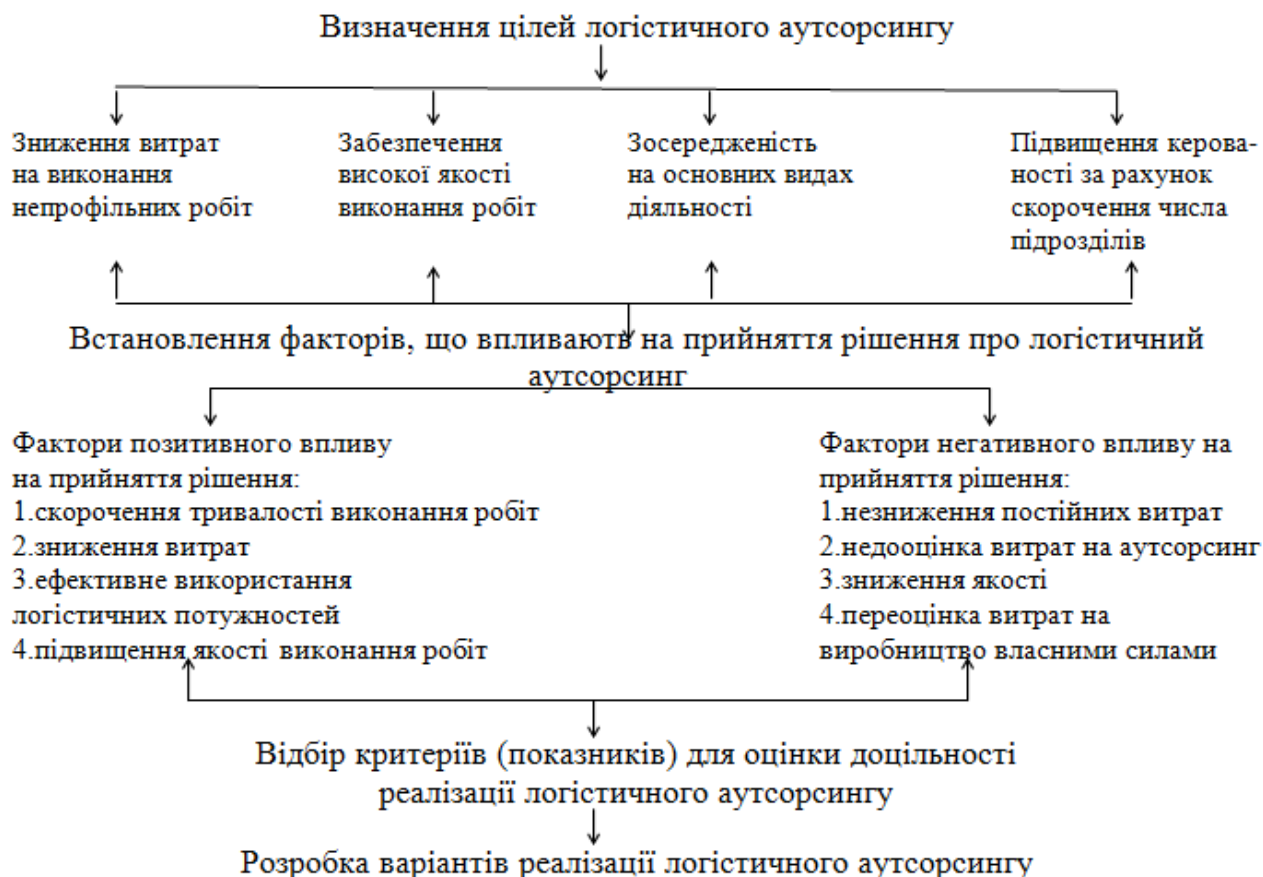 Визначення цілей логістичного аутсорсингу
Зниження витрат
на виконання
непрофільних робіт
Забезпечення
високої якості
виконання робіт
Зосередженість
на основних видах
діяльності
Підвищення керова-
ності за рахунок
скорочення числа
підрозділів
Встановлення факторів, що впливають на прийняття рішення про логістичний
аутсорсинг
Фактори позитивного впливу
на прийняття рішення:
1.скорочення тривалості виконання робіт
2.зниження витрат
3.ефективне використання
логістичних потужностей
4.підвищення якості виконання робіт
Фактори негативного впливу на
прийняття рішення:
1.незниження постійних витрат
2.недооцінка витрат на аутсорсинг
3.зниження якості
4.переоцінка витрат на
виробництво власними силами
Відбір критеріїв (показників) для оцінки доцільності
реалізації логістичного аутсорсингу
Розробка варіантів реалізації логістичного аутсорсингу